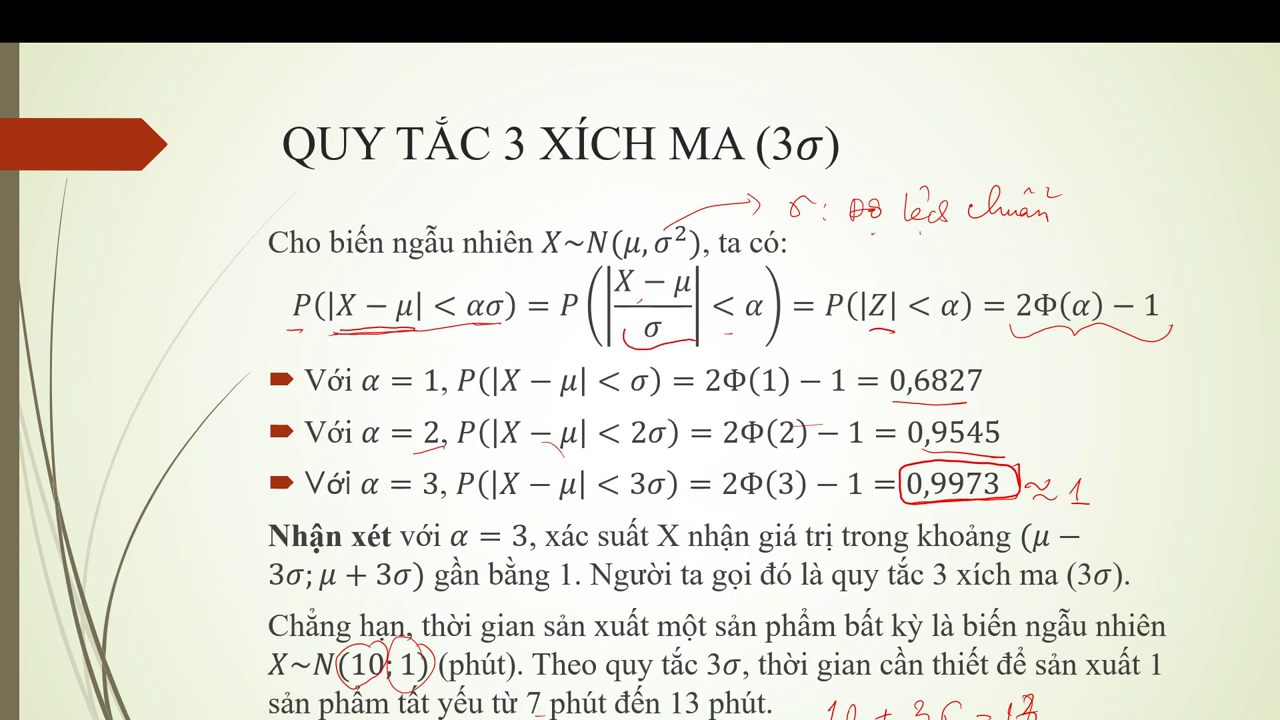 QUY TẮC 3 XÍCH MA (3σ)
σ: Độ lệch chuẩn
Cho biến ngẫu nhiên X~N(μ, σ²), ta có:
P(|X − μ| < ασ) = P(|(X − μ)/σ| < α) = P(|Z| < α) = 2Φ(α) − 1
Với α = 1, P(|X − μ| < σ) = 2Φ(1) − 1 = 0,6827
Với α = 2, P(|X − μ| < 2σ) = 2Φ(2) − 1 = 0,9545
Với α = 3, P(|X − μ| < 3σ) = 2Φ(3) − 1 = 0,9973 ≈ 1
Nhận xét với α = 3, xác suất X nhận giá trị trong khoảng (μ −
3σ; μ + 3σ) gần bằng 1. Người ta gọi đó là quy tắc 3 xích ma (3σ).
Chẳng hạn, thời gian sản xuất một sản phẩm bất kỳ là biến ngẫu nhiên
X~N(10; 1) (phút). Theo quy tắc 3σ, thời gian cần thiết để sản xuất 1
sản phẩm tất yếu từ 7 phút đến 13 phút.